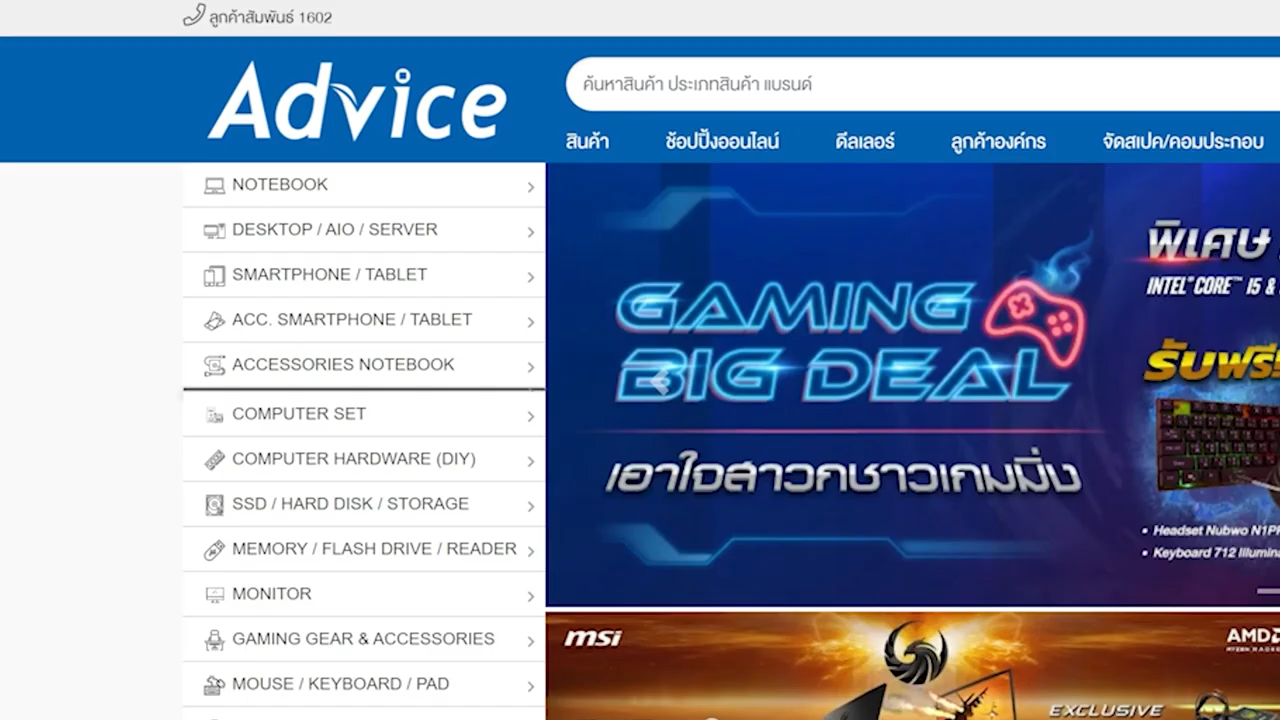 ลูกค้าสัมพันธ์ 1602
Advice
ค้นหาสินค้า ประเภทสินค้า แบรนด์
สินค้า ช้อปปิ้งออนไลน์ ดีลเลอร์ ลูกค้าองค์กร จัดสเปค/คอมประกอบ
NOTEBOOK
DESKTOP / AIO / SERVER
SMARTPHONE / TABLET
ACC. SMARTPHONE / TABLET
ACCESSORIES NOTEBOOK
COMPUTER SET
COMPUTER HARDWARE (DIY)
SSD / HARD DISK / STORAGE
MEMORY / FLASH DRIVE / READER
MONITOR
GAMING GEAR & ACCESSORIES
MOUSE / KEYBOARD / PAD
GAMING
BIG DEAL
เอาใจสาวกชาวเกมมิ่ง
พิเศษ
INTEL® CORE™ I5 &
รับฟรี!
• Headset Nubwo N1
• Keyboard 712
msi
AMD
EXCLUSIVE